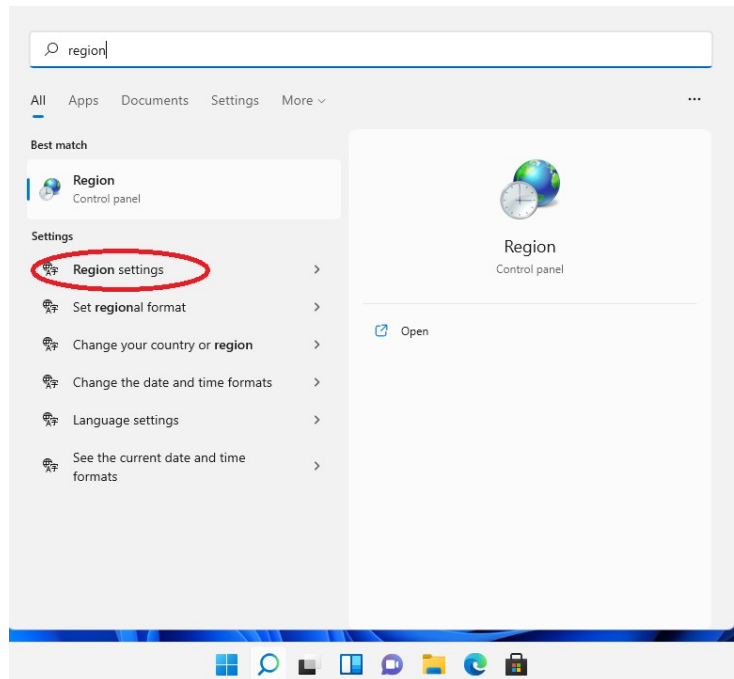 region
All Apps Documents Settings More
Best match
Region
Control panel
Settings
Region settings
Set regional format
Change your country or region
Change the date and time formats
Language settings
See the current date and time
formats
Region
Control panel
Open